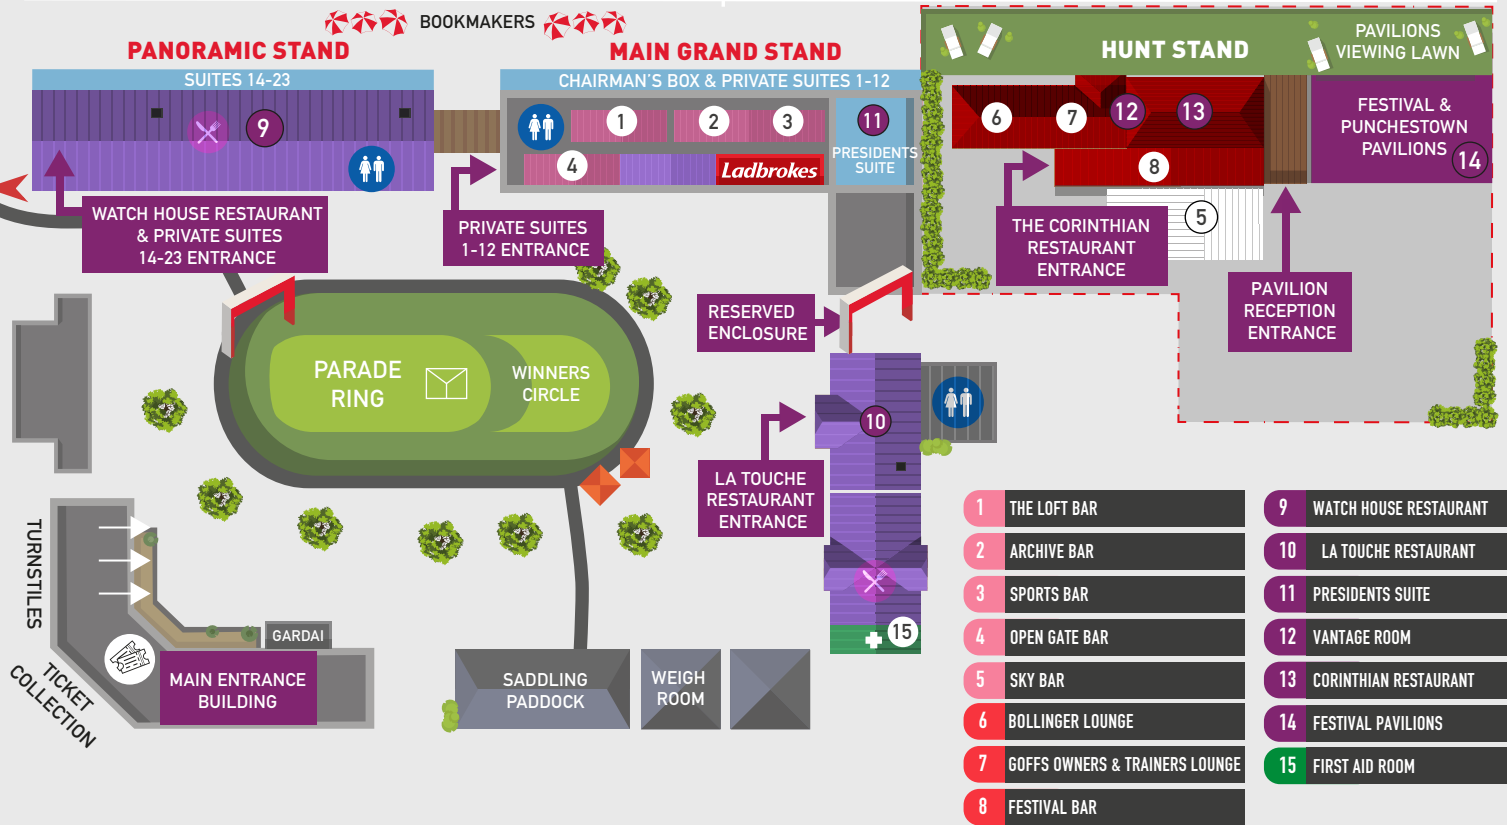 BOOKMAKERS
PANORAMIC STAND
MAIN GRAND STAND
HUNT STAND
PAVILIONS
VIEWING LAWN
SUITES 14-23
CHAIRMAN'S BOX & PRIVATE SUITES 1-12
9
1
2
3
4
Ladbrokes
11
PRESIDENTS
SUITE
6
7
12
13
8
5
FESTIVAL &
PUNCHESTOWN
PAVILIONS
14
WATCH HOUSE RESTAURANT
& PRIVATE SUITES
14-23 ENTRANCE
PRIVATE SUITES
1-12 ENTRANCE
THE CORINTHIAN
RESTAURANT
ENTRANCE
PAVILION
RECEPTION
ENTRANCE
RESERVED
ENCLOSURE
PARADE
RING
WINNERS
CIRCLE
10
LA TOUCHE
RESTAURANT
ENTRANCE
15
TURNSTILES
TICKET
COLLECTION
GARDAI
MAIN ENTRANCE
BUILDING
SADDLING
PADDOCK
WEIGH
ROOM
1 THE LOFT BAR
2 ARCHIVE BAR
3 SPORTS BAR
4 OPEN GATE BAR
5 SKY BAR
6 BOLLINGER LOUNGE
7 GOFFS OWNERS & TRAINERS LOUNGE
8 FESTIVAL BAR
9 WATCH HOUSE RESTAURANT
10 LA TOUCHE RESTAURANT
11 PRESIDENTS SUITE
12 VANTAGE ROOM
13 CORINTHIAN RESTAURANT
14 FESTIVAL PAVILIONS
15 FIRST AID ROOM